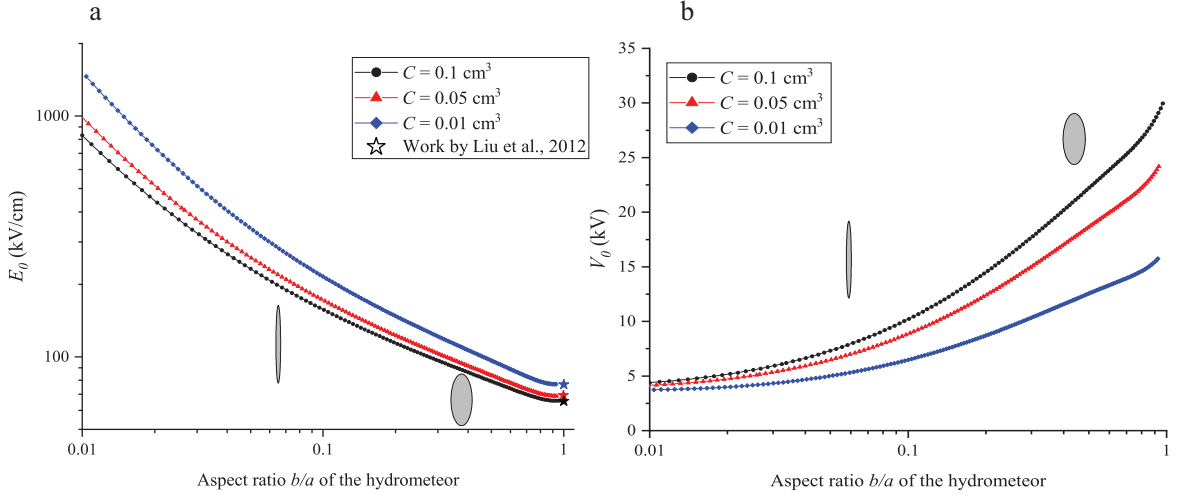 a
C = 0.1 cm³
C = 0.05 cm³
C = 0.01 cm³
Work by Liu et al., 2012
1000
100
E₀ (kV/cm)
0.01
0.1
1
Aspect ratio b/a of the hydrometeor
b
C = 0.1 cm³
C = 0.05 cm³
C = 0.01 cm³
35
30
25
20
15
10
5
0
V₀ (kV)
0.01
0.1
1
Aspect ratio b/a of the hydrometeor